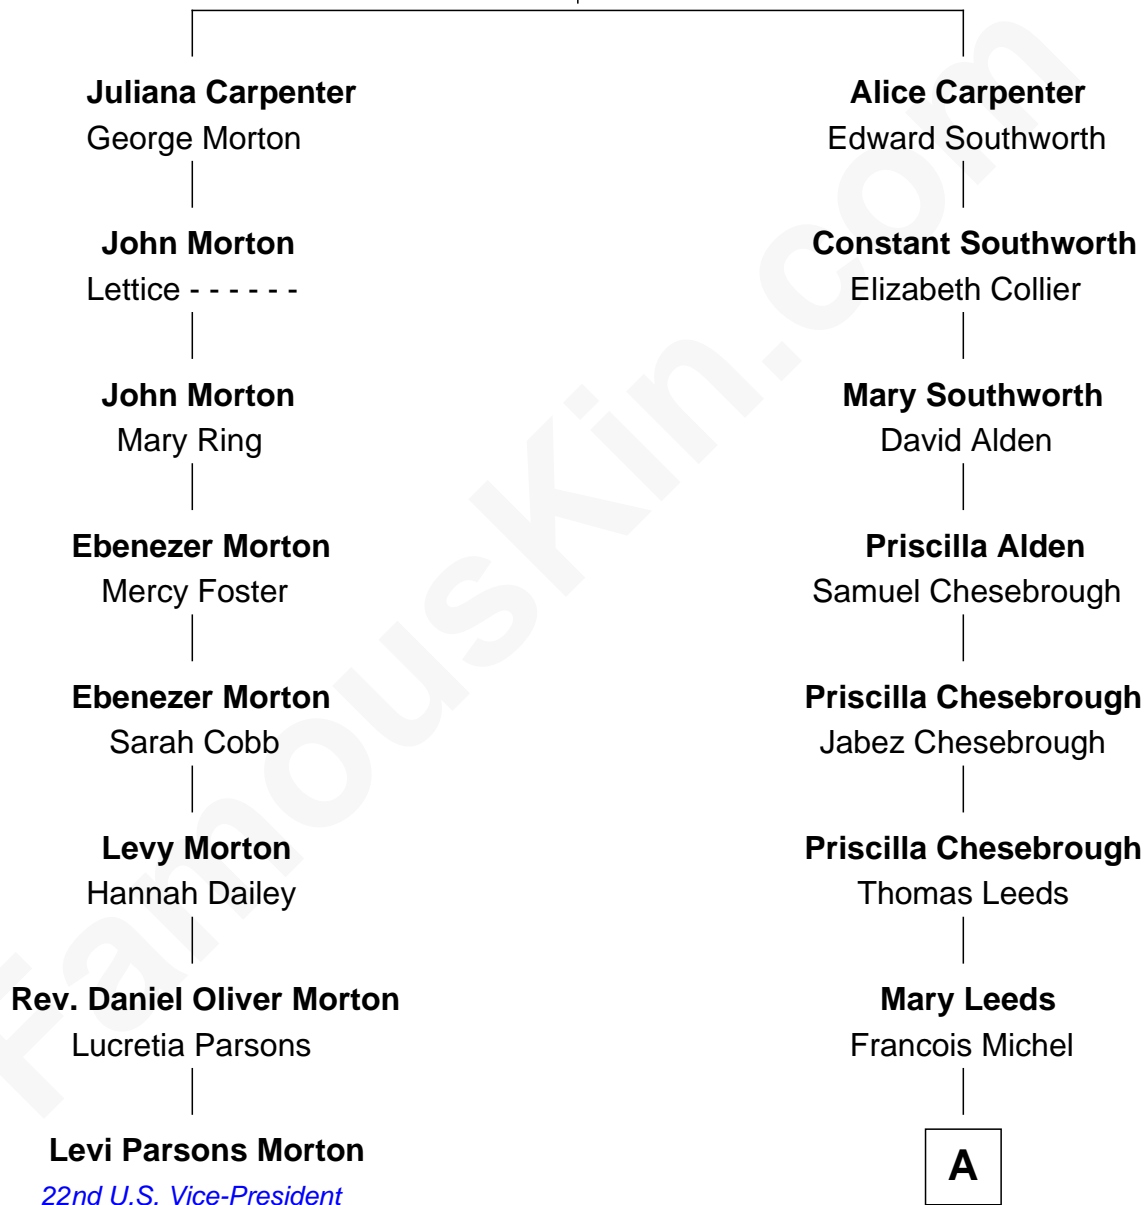 Juliana Carpenter
George Morton
Alice Carpenter
Edward Southworth
John Morton
Lettice - - - - - -
Constant Southworth
Elizabeth Collier
John Morton
Mary Ring
Mary Southworth
David Alden
Ebenezer Morton
Mercy Foster
Priscilla Alden
Samuel Chesebrough
Ebenezer Morton
Sarah Cobb
Priscilla Chesebrough
Jabez Chesebrough
Levy Morton
Hannah Dailey
Priscilla Chesebrough
Thomas Leeds
Rev. Daniel Oliver Morton
Lucretia Parsons
Mary Leeds
Francois Michel
Levi Parsons Morton
22nd U.S. Vice-President
A
FamousKin.com